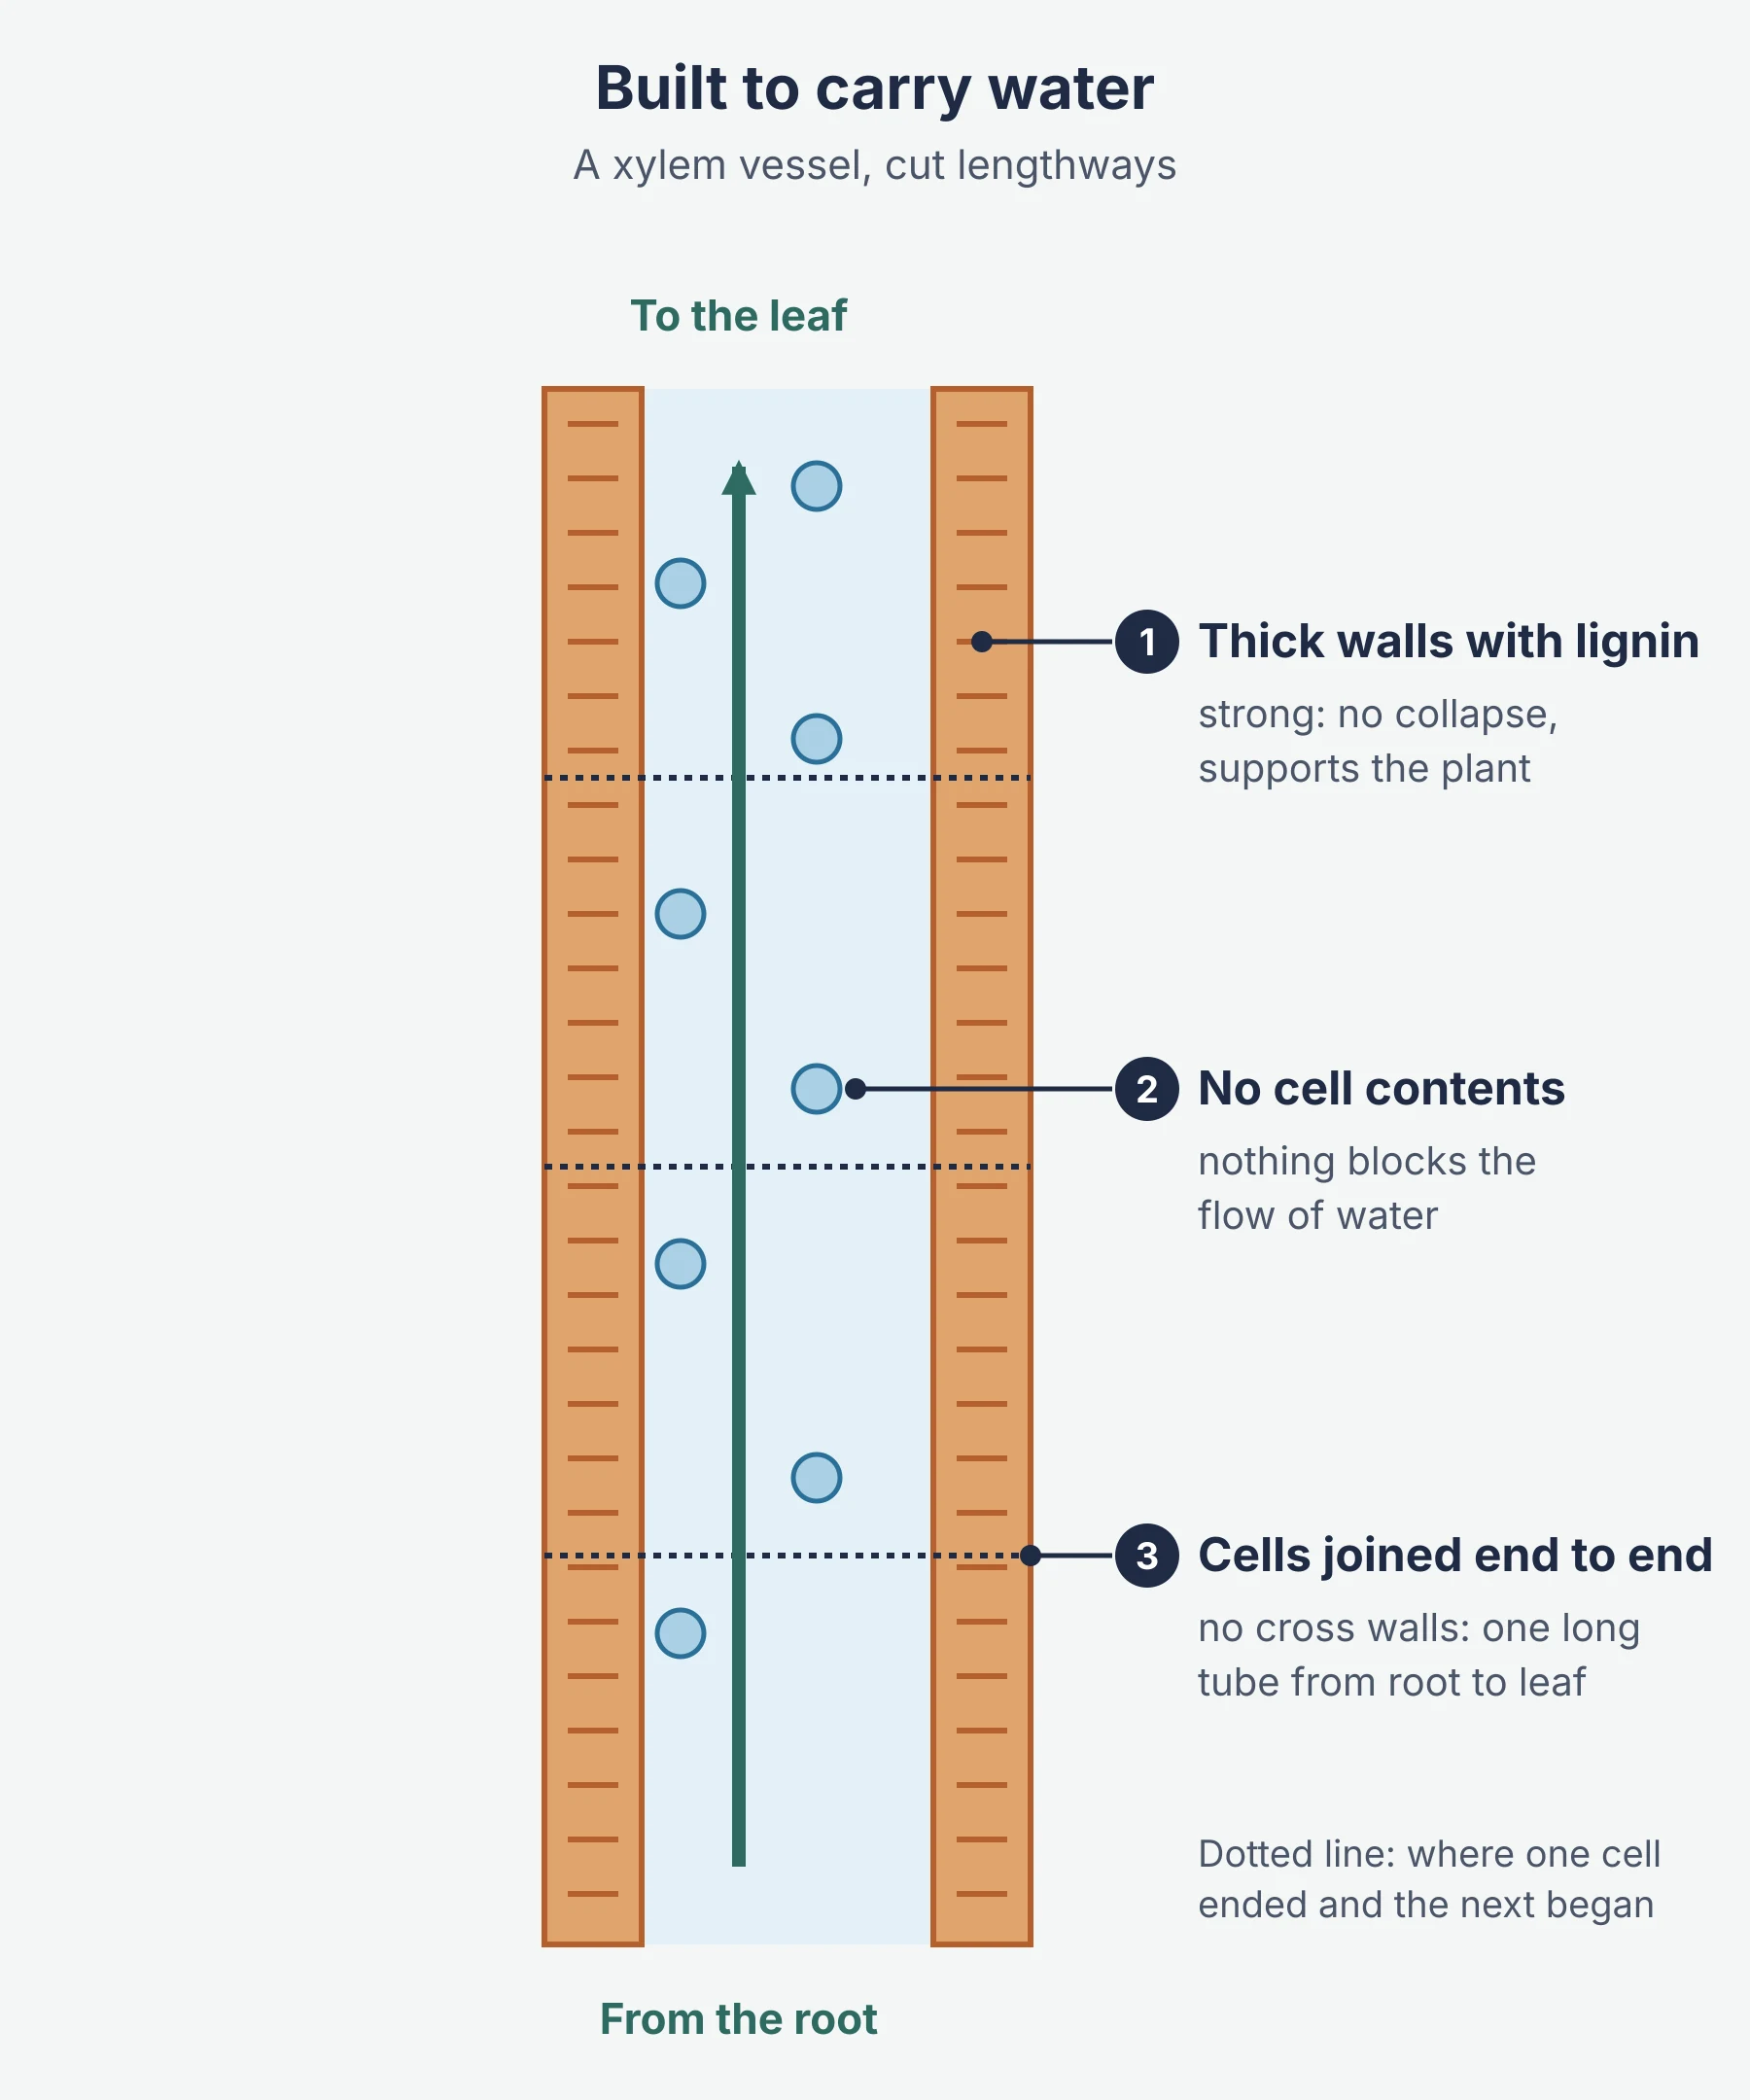 Built to carry water
A xylem vessel, cut lengthways
To the leaf
1 Thick walls with lignin
strong: no collapse,
supports the plant
2 No cell contents
nothing blocks the
flow of water
3 Cells joined end to end
no cross walls: one long
tube from root to leaf
Dotted line: where one cell
ended and the next began
From the root